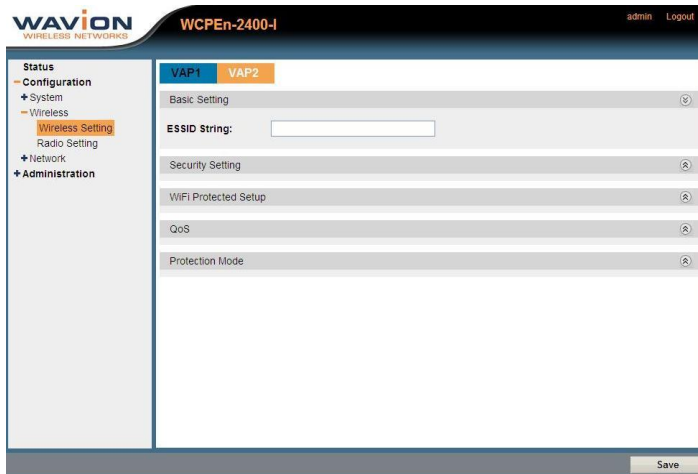 WAVION
WIRELESS NETWORKS
WCPEn-2400-I
admin Logout
Status
Configuration
System
Wireless
Wireless Setting
Radio Setting
Network
Administration
VAP1 VAP2
Basic Setting
ESSID String:
Security Setting
WiFi Protected Setup
QoS
Protection Mode
Save